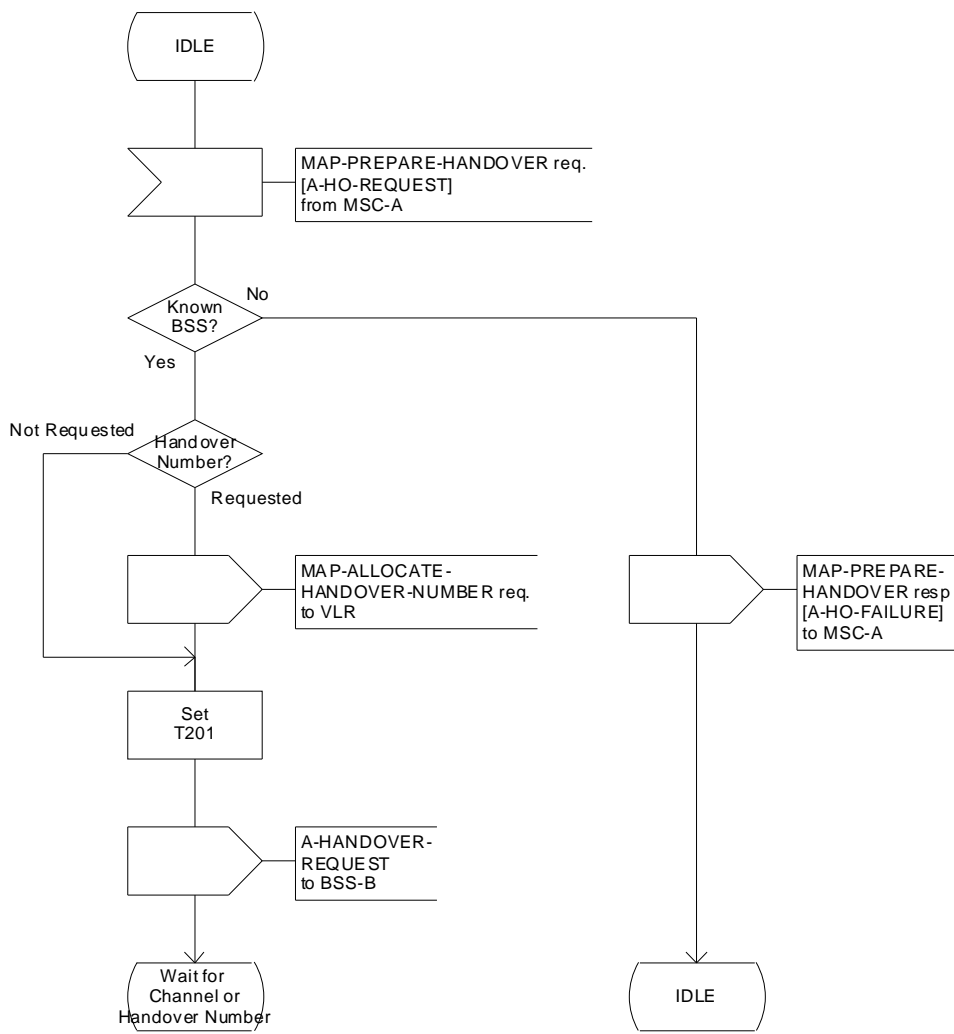 IDLE
MAP-PREPARE-HANDOVER req.
[A-HO-REQUEST]
from MSC-A
Known
BSS?
No
Yes
Not Requested
Handover
Number?
Requested
MAP-ALLOCATE-
HANDOVER-NUMBER req.
to VLR
MAP-PREPARE-
HANDOVER resp
[A-HO-FAILURE]
to MSC-A
Set
T201
A-HANDOVER-
REQUEST
to BSS-B
Wait for
Channel or
Handover Number
IDLE